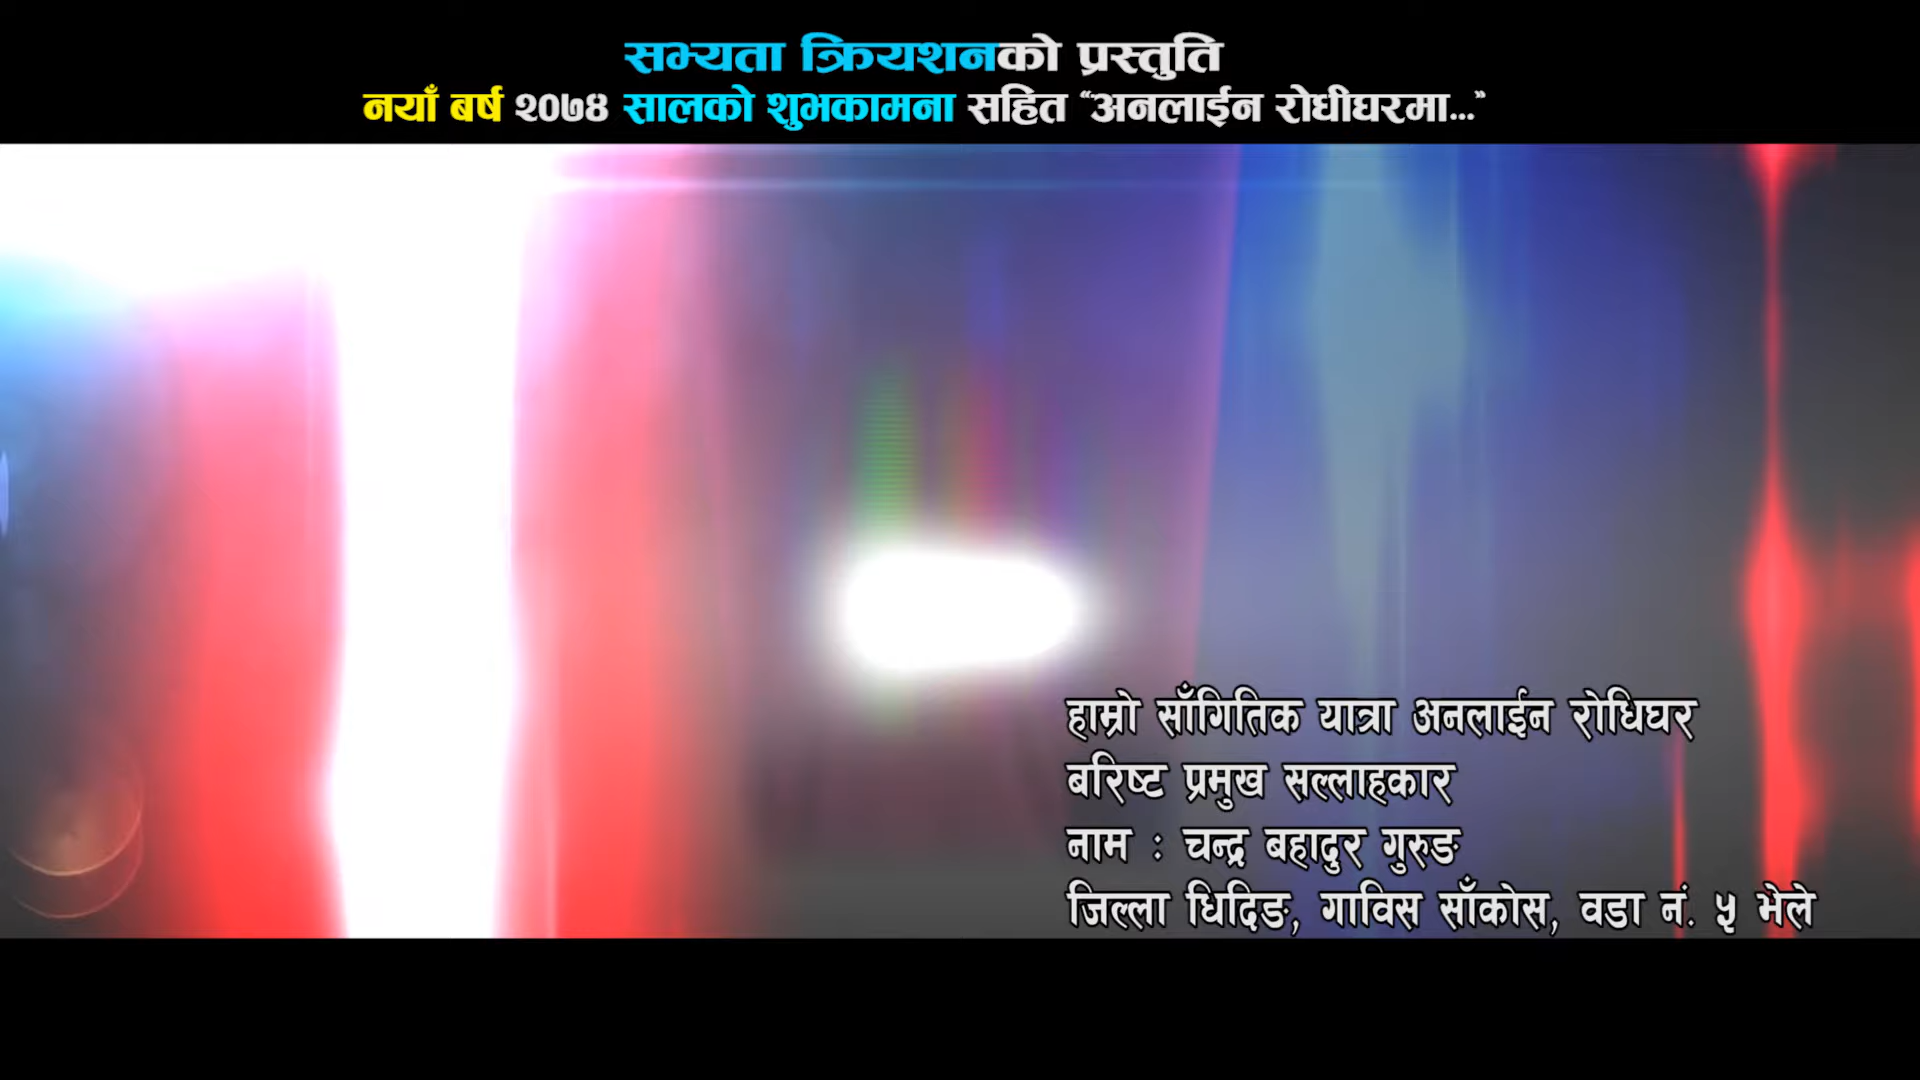 सभ्यता क्रियशनको प्रस्तुति
नयाँ बर्ष २०७४ सालको शुभकामना सहित “अनलाईन रोधीघरमा...”
हाम्रो साँगितिक यात्रा अनलाईन रोधिघर
बरिष्ट प्रमुख सल्लाहकार
नाम : चन्द्र बहादुर गुरुङ
जिल्ला धिदिङ, गाविस साँकोस, वडा नं. ५ भेले